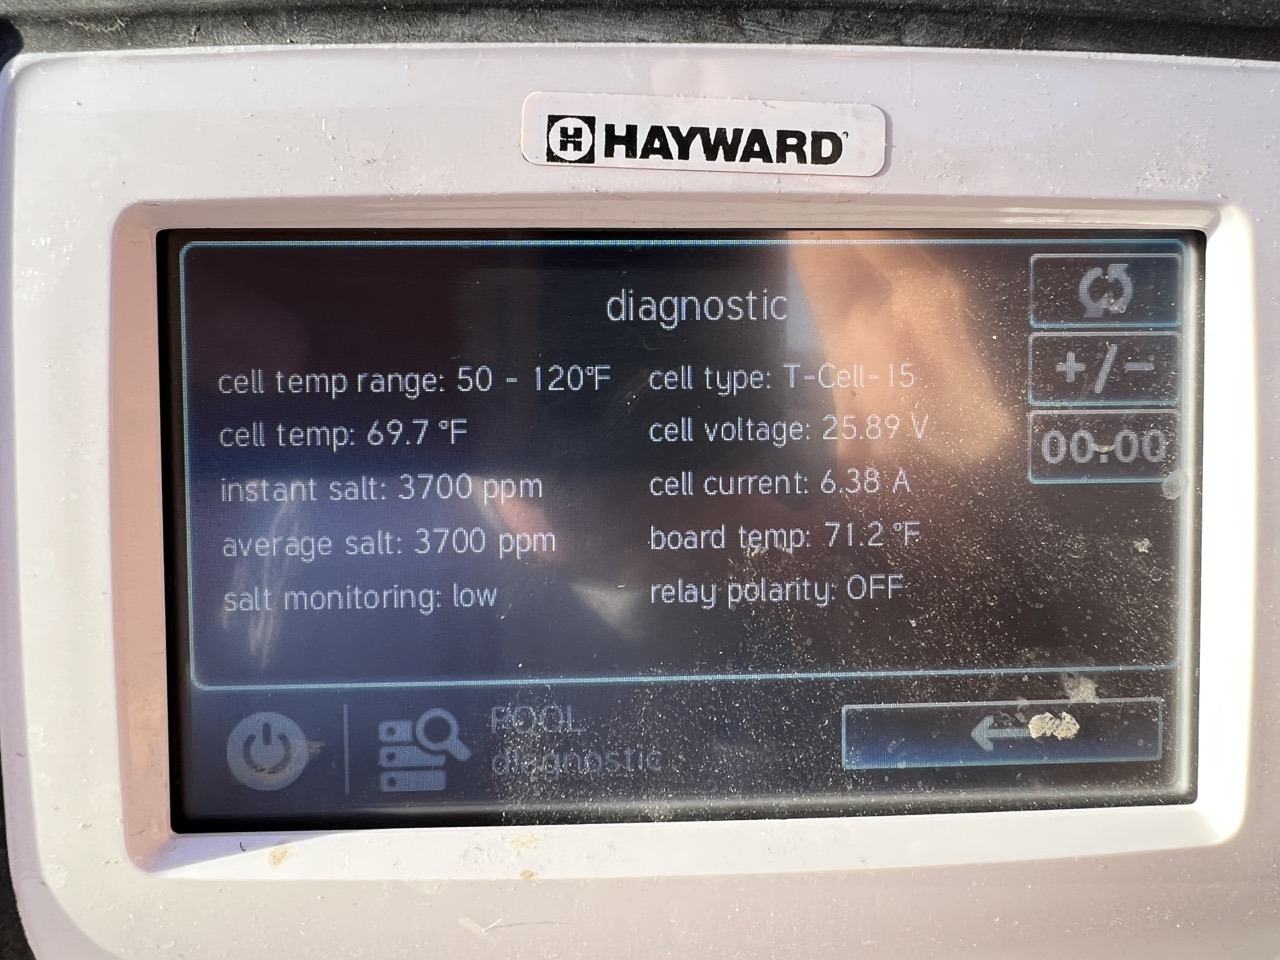 HAYWARD
diagnostic
cell temp range: 50 - 120°F
cell temp: 69.7 °F
instant salt: 3700 ppm
average salt: 3700 ppm
salt monitoring: low
cell type: T-Cell-15
cell voltage: 25.89 V
cell current: 6.38 A
board temp: 71.2 °F
relay polarity: OFF
+/-
00:00
POOL
diagnostic